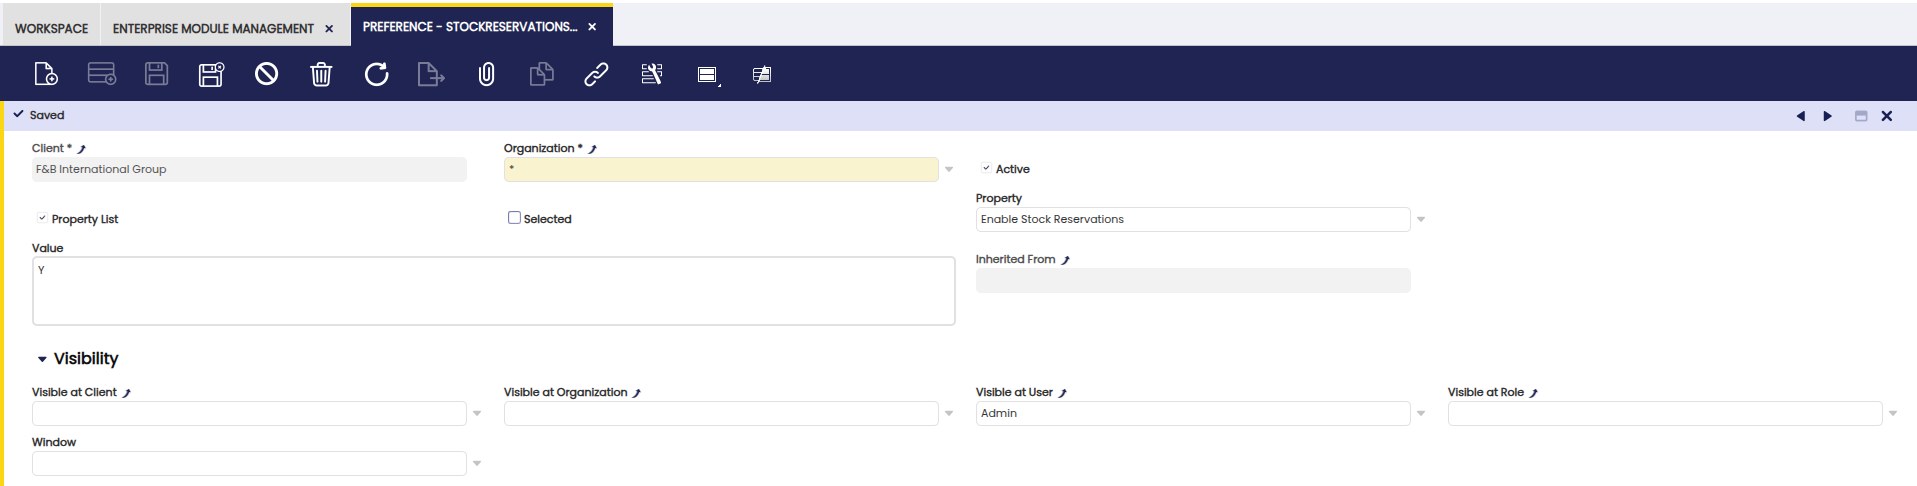 WORKSPACE
ENTERPRISE MODULE MANAGEMENT
PREFERENCE - STOCKRESERVATIONS...
Saved
Client *
Organization *
F&B International Group
*
Active
Property
Property List
Selected
Enable Stock Reservations
Value
Y
Inherited From
Visibility
Visible at Client
Visible at Organization
Visible at User
Visible at Role
Admin
Window